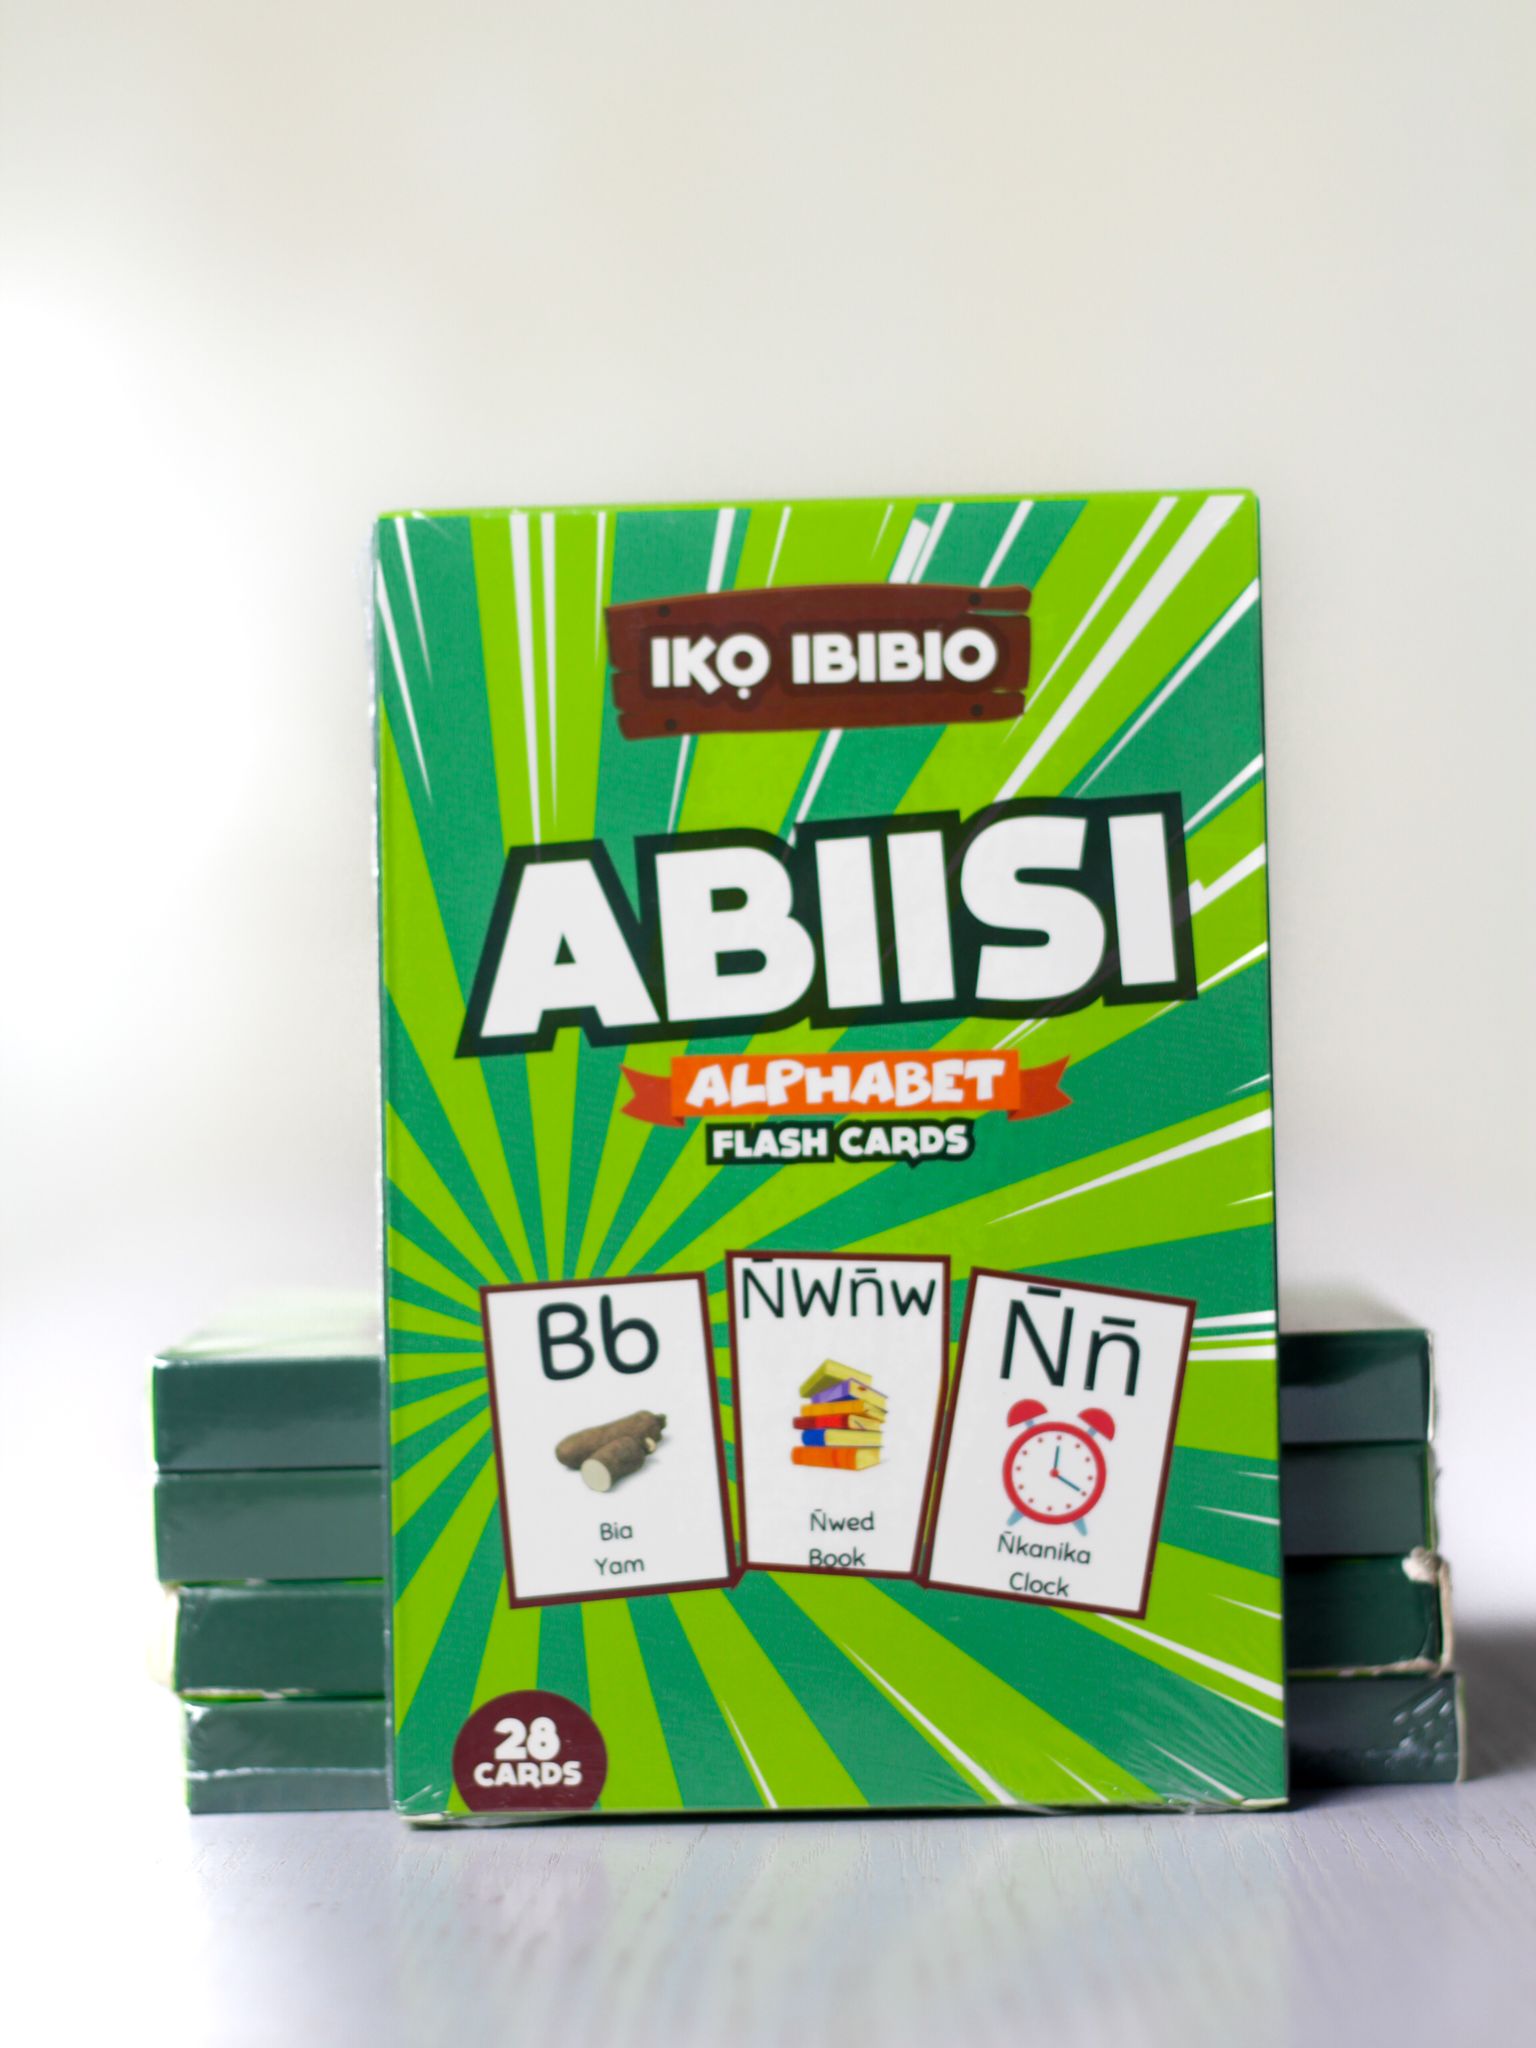 IKỌ IBIBIO
ABIISI
ALPHABET
FLASH CARDS
Bb
Bia
Yam
N̄Wn̄w
N̄wed
Book
N̄n̄
N̄kanika
Clock
28
CARDS